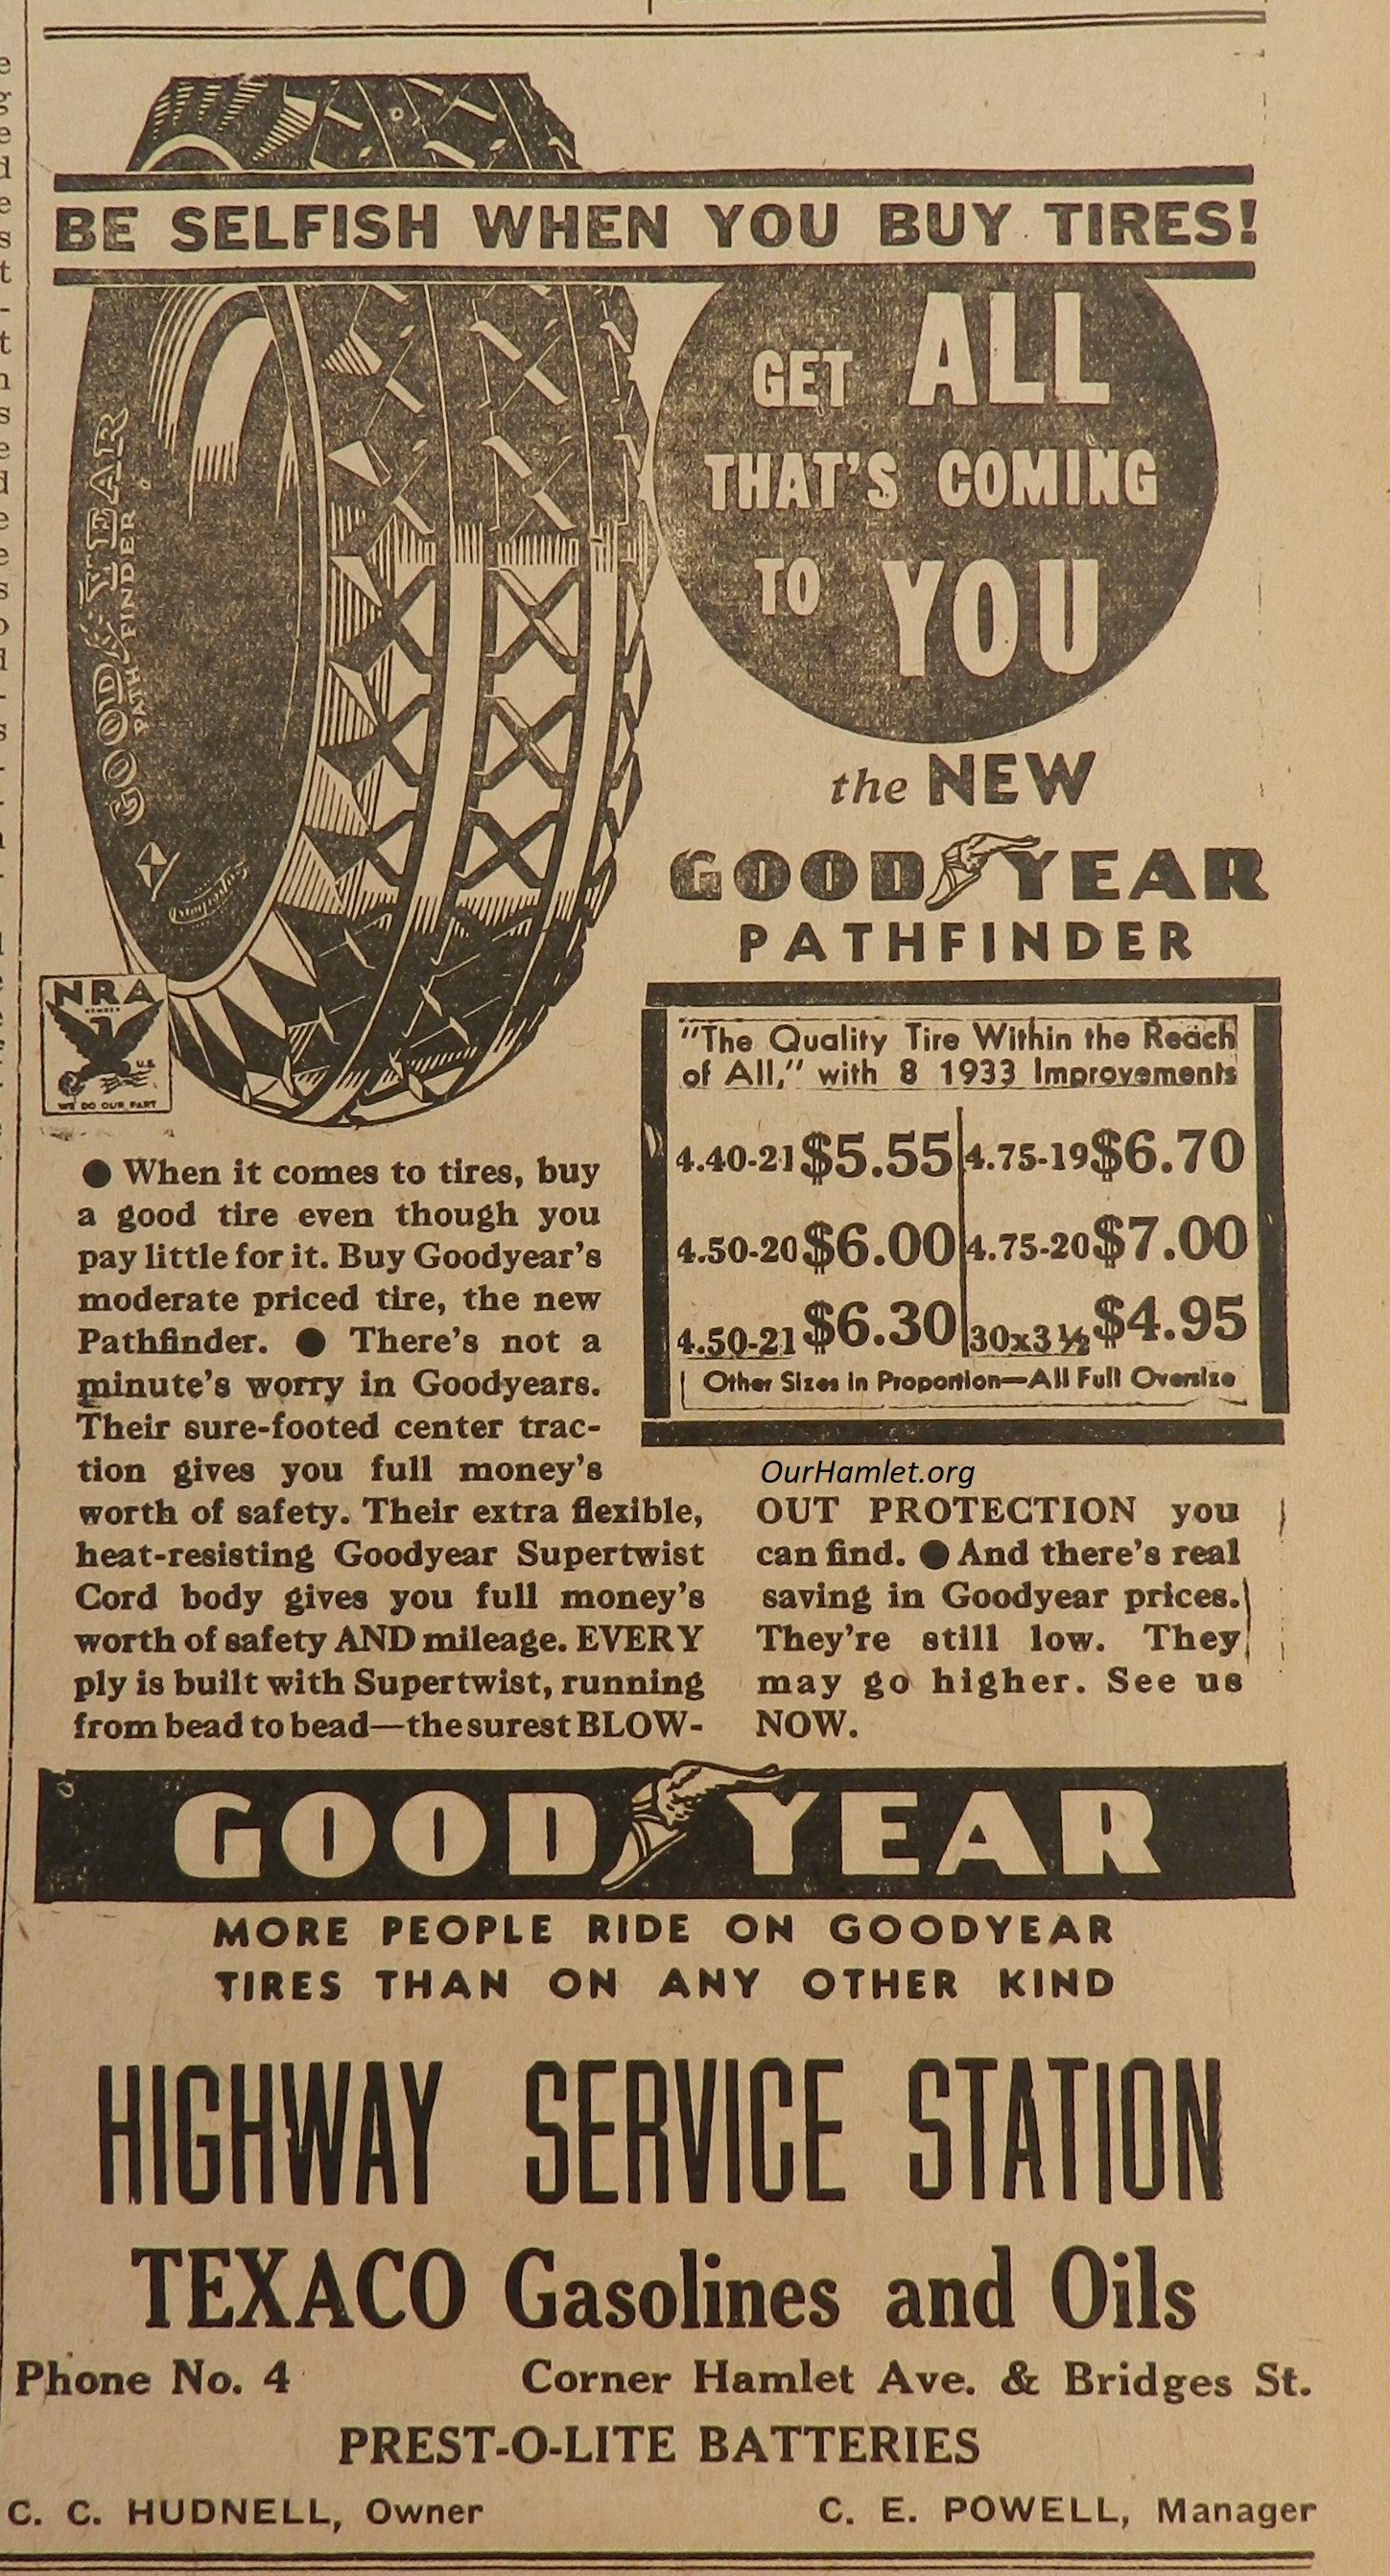 BE SELFISH WHEN YOU BUY TIRES!
GET ALL
THAT'S COMING
TO YOU
GOODYEAR
PATHFINDER
the NEW
GOODYEAR
PATHFINDER
NRA
MEMBER
U.S.
WE DO OUR PART
"The Quality Tire Within the Reach
of All," with 8 1933 Improvements
4.40-21 $5.55 4.75-19 $6.70
4.50-20 $6.00 4.75-20 $7.00
4.50-21 $6.30 30x3 ½ $4.95
Other Sizes in Proportion—All Full Oversize
● When it comes to tires, buy
a good tire even though you
pay little for it. Buy Goodyear's
moderate priced tire, the new
Pathfinder. ● There's not a
minute's worry in Goodyears.
Their sure-footed center trac-
tion gives you full money's
worth of safety. Their extra flexible,
heat-resisting Goodyear Supertwist
Cord body gives you full money's
worth of safety AND mileage. EVERY
ply is built with Supertwist, running
from bead to bead—the surest BLOW-
OurHamlet.org
OUT PROTECTION you
can find. ● And there's real
saving in Goodyear prices.
They're still low. They
may go higher. See us
NOW.
GOODYEAR
MORE PEOPLE RIDE ON GOODYEAR
TIRES THAN ON ANY OTHER KIND
HIGHWAY SERVICE STATION
TEXACO Gasolines and Oils
Phone No. 4 Corner Hamlet Ave. & Bridges St.
PREST-O-LITE BATTERIES
C. C. HUDNELL, Owner C. E. POWELL, Manager